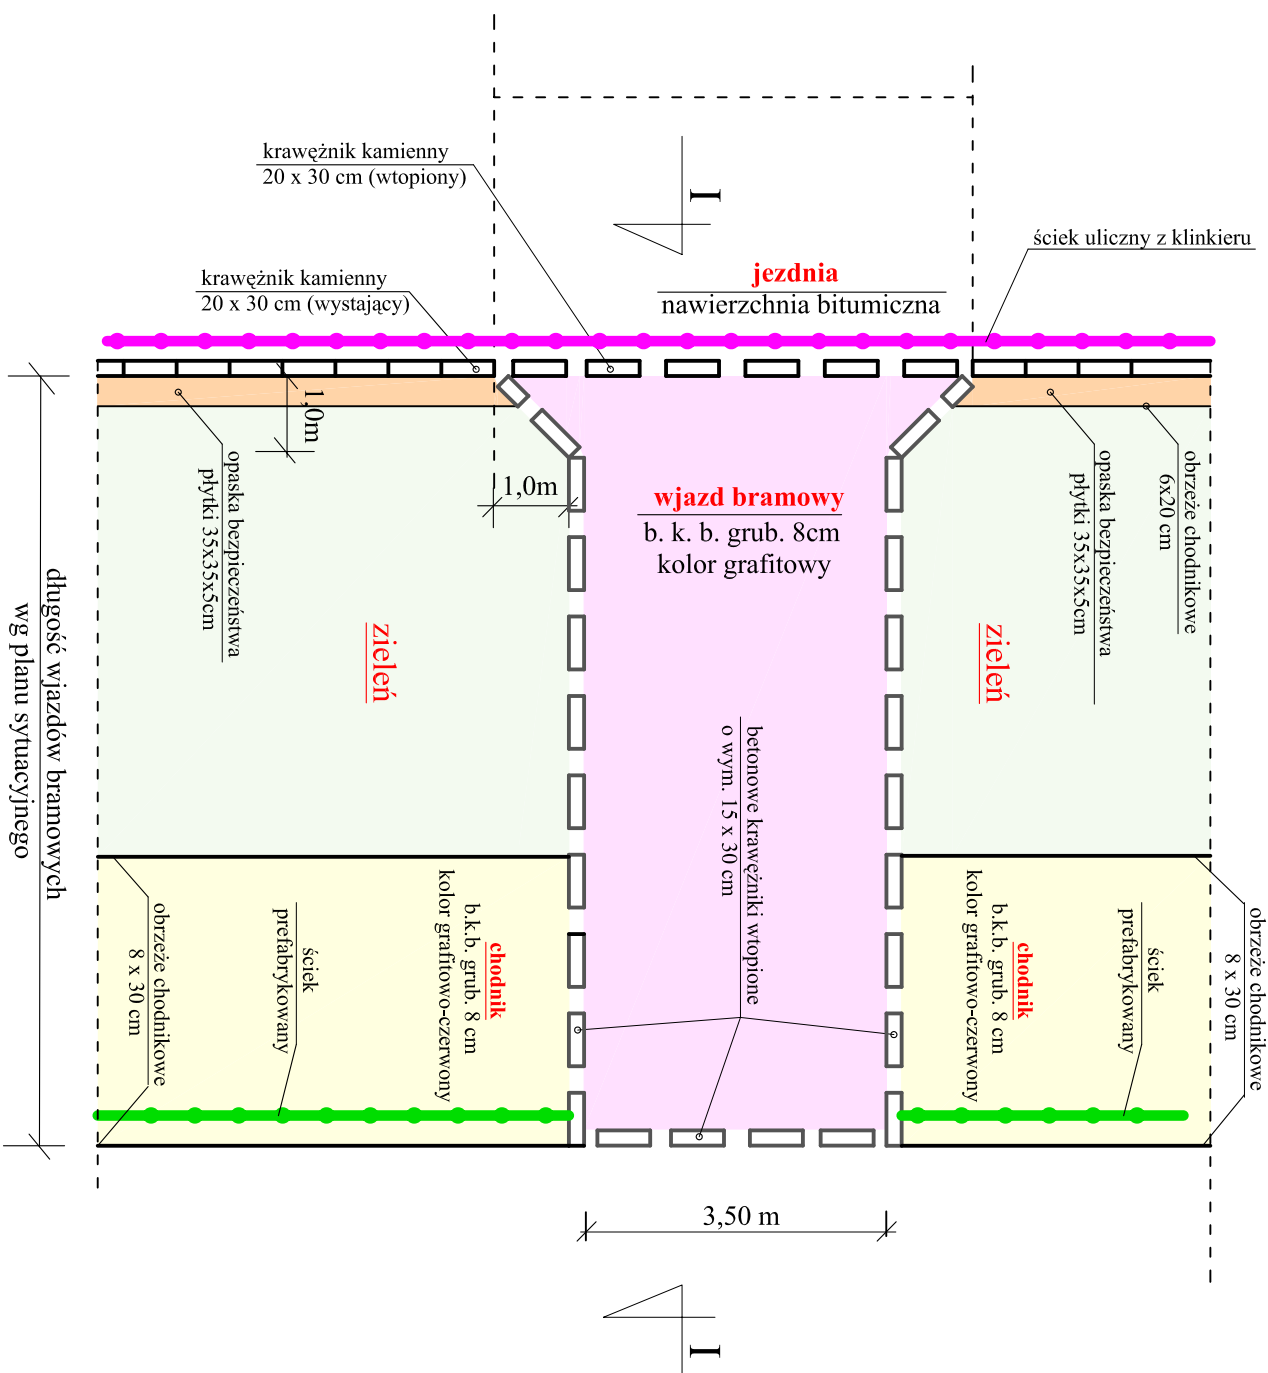 krawężnik kamienny
20 x 30 cm (wtopiony)
I
ściek uliczny z klinkieru
jezdnia
nawierzchnia bitumiczna
krawężnik kamienny
20 x 30 cm (wystający)
1,0m
1,0m
opaska bezpieczeństwa
płytki 35x35x5cm
wjazd bramowy
b. k. b. grub. 8cm
kolor grafitowy
obrzeże chodnikowe
6x20 cm
opaska bezpieczeństwa
płytki 35x35x5cm
zieleń
zieleń
długość wjazdów bramowych
wg planu sytuacyjnego
betonowe krawężniki wtopione
o wym. 15 x 30 cm
chodnik
b.k.b. grub. 8 cm
kolor grafitowo-czerwony
ściek
prefabrykowany
obrzeże chodnikowe
8 x 30 cm
chodnik
b.k.b. grub. 8 cm
kolor grafitowo-czerwony
ściek
prefabrykowany
obrzeże chodnikowe
8 x 30 cm
3,50 m
I